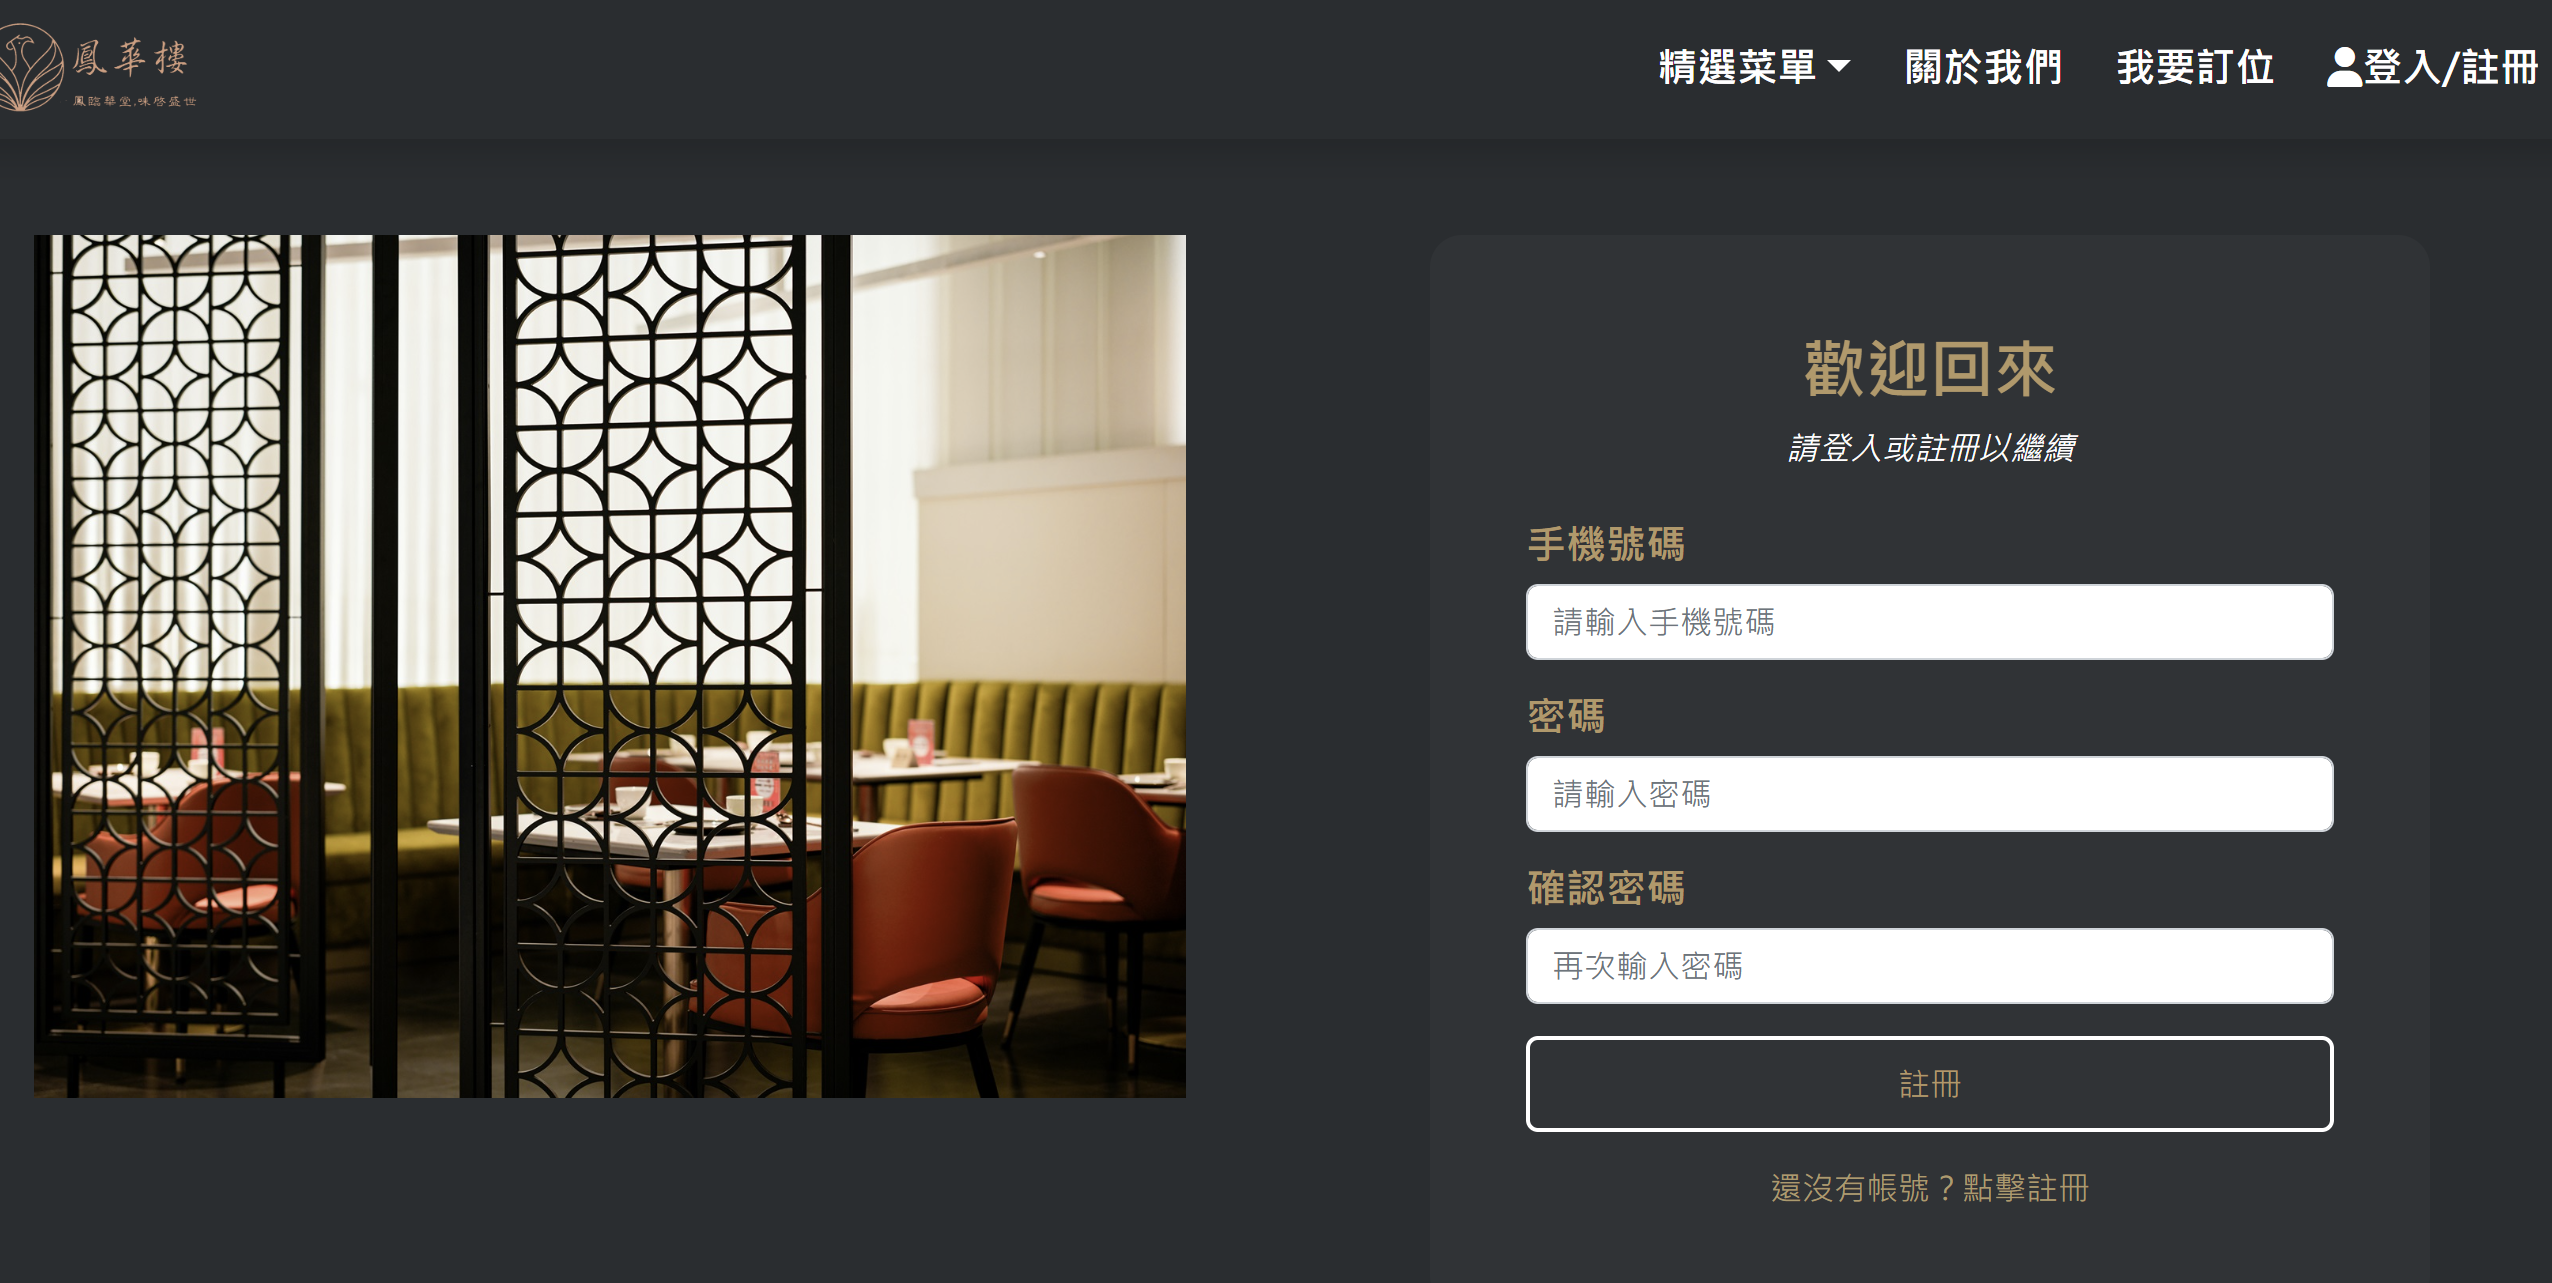 鳳華樓
鳳臨華堂,味啓盛世
精選菜單
關於我們
我要訂位
登入/註冊
歡迎回來
請登入或註冊以繼續
手機號碼
請輸入手機號碼
密碼
請輸入密碼
確認密碼
再次輸入密碼
註冊
還沒有帳號？點擊註冊